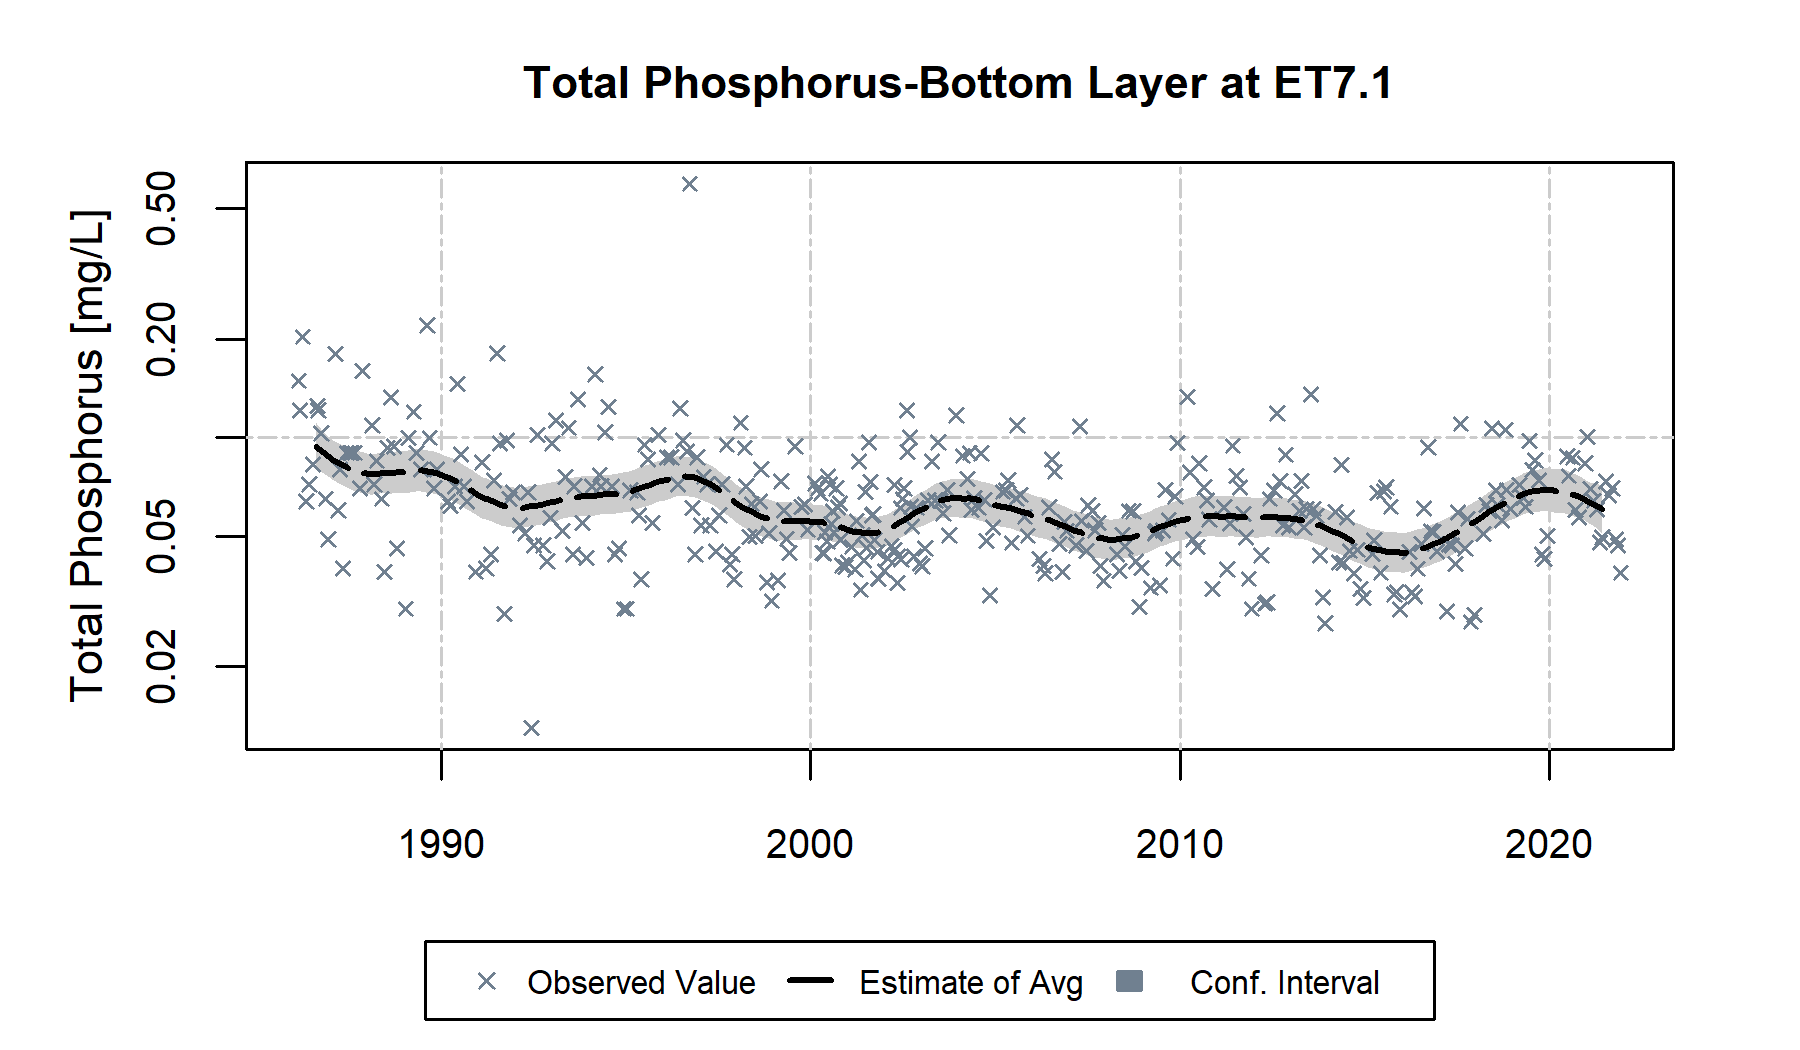 Total Phosphorus-Bottom Layer at ET7.1
Total Phosphorus [mg/L]
0.50
0.20
0.05
0.02
1990 2000 2010 2020
Observed Value Estimate of Avg Conf. Interval